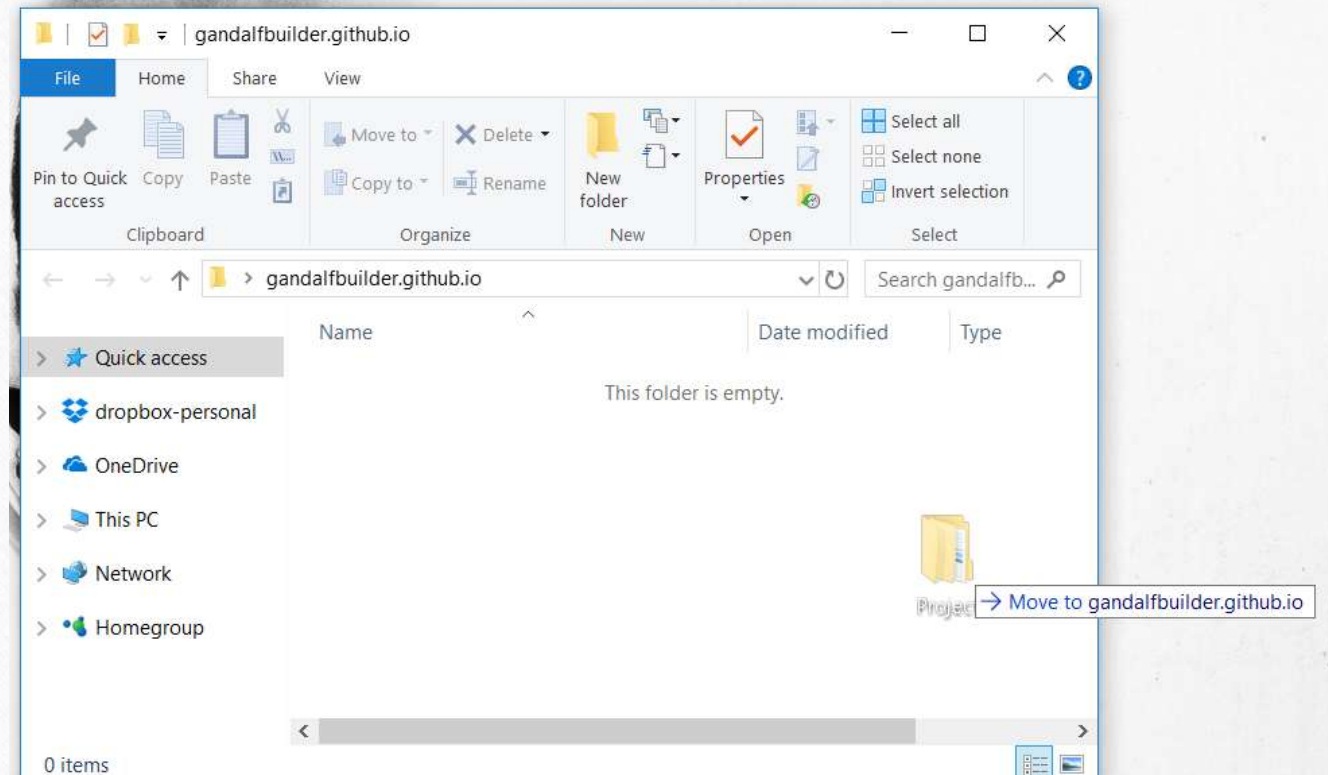 gandalfbuilder.github.io
File Home Share View
Pin to Quick access
Copy
Paste
W...
Clipboard
Move to
Copy to
Delete
Rename
Organize
New folder
New
Properties
Open
Select all
Select none
Invert selection
Select
gandalfbuilder.github.io
Search gandalfb...
Name Date modified Type
This folder is empty.
Quick access
dropbox-personal
OneDrive
This PC
Network
Homegroup
→ Move to gandalfbuilder.github.io
0 items